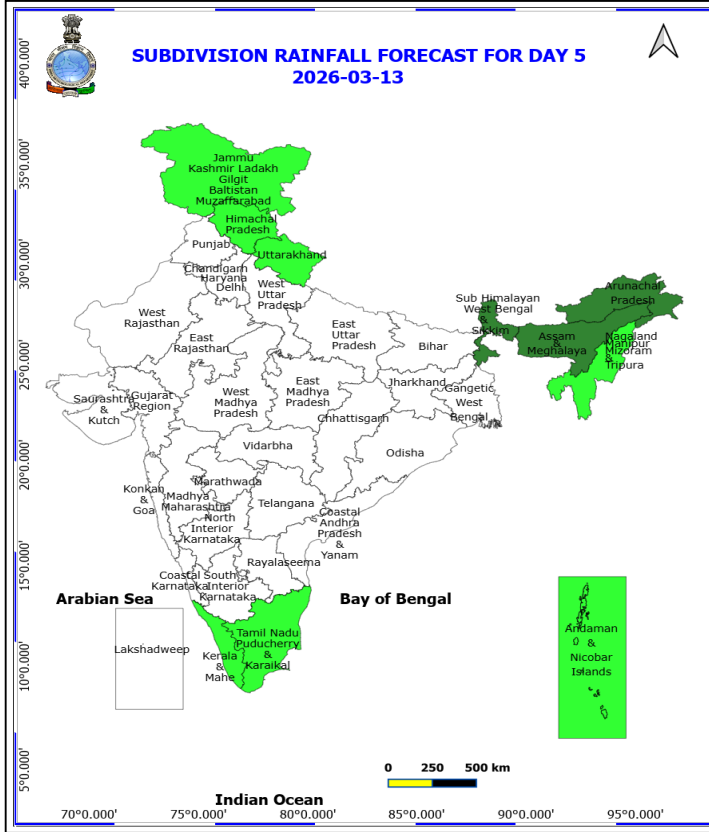 SUBDIVISION RAINFALL FORECAST FOR DAY 5
2026-03-13
40°0.000'
35°0.000'
30°0.000'
25°0.000'
20°0.000'
15°0.000'
10°0.000'
5°0.000'
Jammu
Kashmir Ladakh
Gilgit
Baltistan
Muzaffarabad
Himachal
Pradesh
Punjab
Uttarakhand
Chandigarh
Haryana
Delhi
West
Uttar
Pradesh
Arunachal
Pradesh
Sub Himalayan
West Bengal
&
Sikkim
West
Rajasthan
East
Rajasthan
East
Uttar
Pradesh
Bihar
Assam
&
Meghalaya
Nagaland
Manipur
Mizoram
&
Tripura
Saurashtra
&
Kutch
Gujarat
Region
West
Madhya
Pradesh
East
Madhya
Pradesh
Jharkhand
Gangetic
West
Bengal
Chhattisgarh
Vidarbha
Odisha
Konkan
&
Goa
Marathwada
Madhya
Maharashtra
Telangana
North
Interior
Karnataka
Coastal
Andhra
Pradesh
&
Yanam
Rayalaseema
Coastal
Karnataka
South
Interior
Karnataka
Arabian Sea
Bay of Bengal
Lakshadweep
Kerala
&
Mahe
Tamil Nadu
Puducherry
&
Karaikal
Andaman
&
Nicobar
Islands
0 250 500 km
Indian Ocean
70°0.000' 75°0.000' 80°0.000' 85°0.000' 90°0.000' 95°0.000'